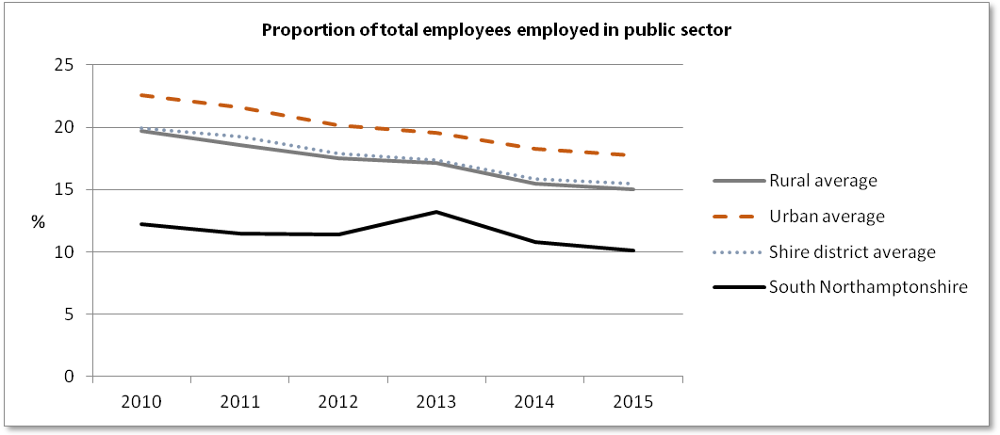 Proportion of total employees employed in public sector
25
20
15
%
10
5
0
2010 2011 2012 2013 2014 2015
Rural average
Urban average
Shire district average
South Northamptonshire